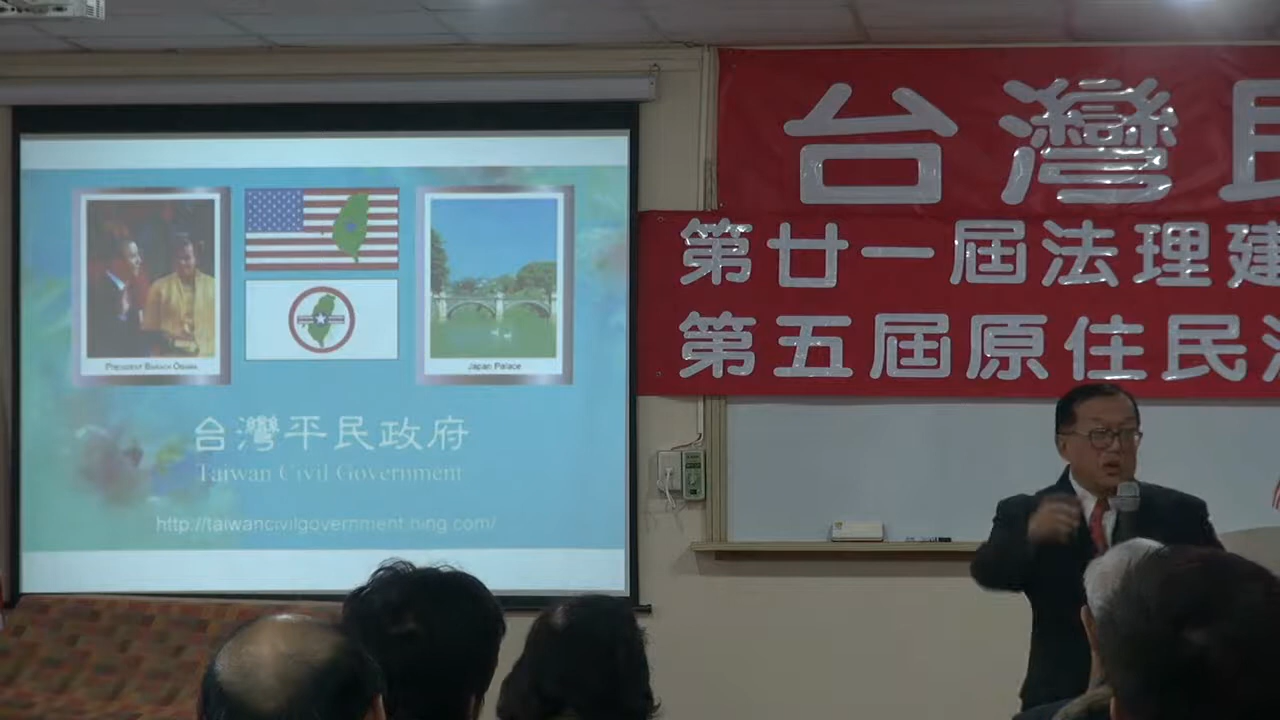 President Barack Obama
Japan Palace
台灣平民政府
Taiwan Civil Government
http://taiwancivilgovernment.ning.com/
台灣民
第廿一屆法理建
第五屆原住民法